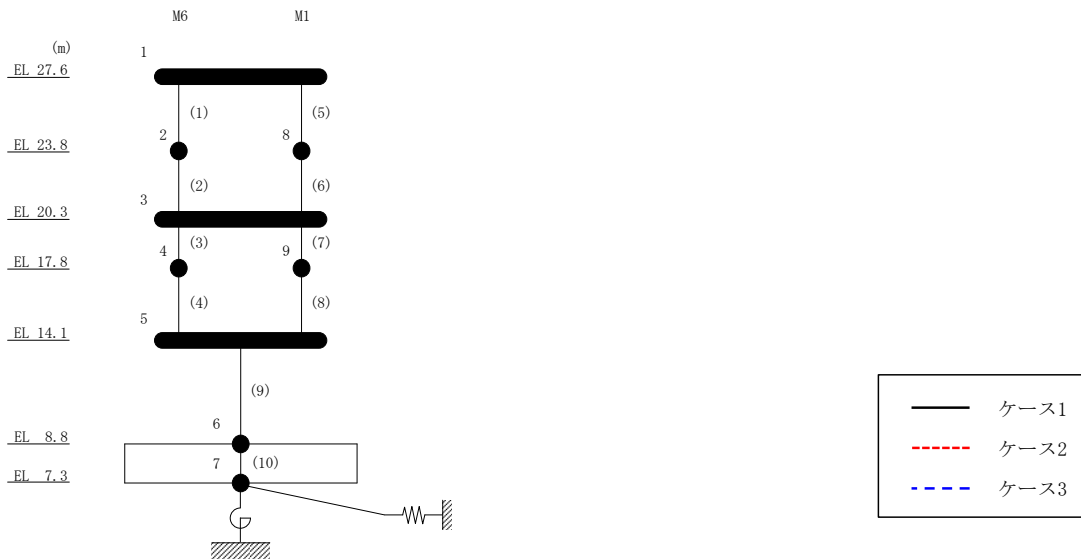 M6 M1
(m)
1
EL 27.6
(1) (5)
2 8
EL 23.8
(2) (6)
3
EL 20.3
(3) (7)
4 9
EL 17.8
(4) (8)
5
EL 14.1
(9)
6
EL 8.8
7 (10)
EL 7.3
ケース1
ケース2
ケース3